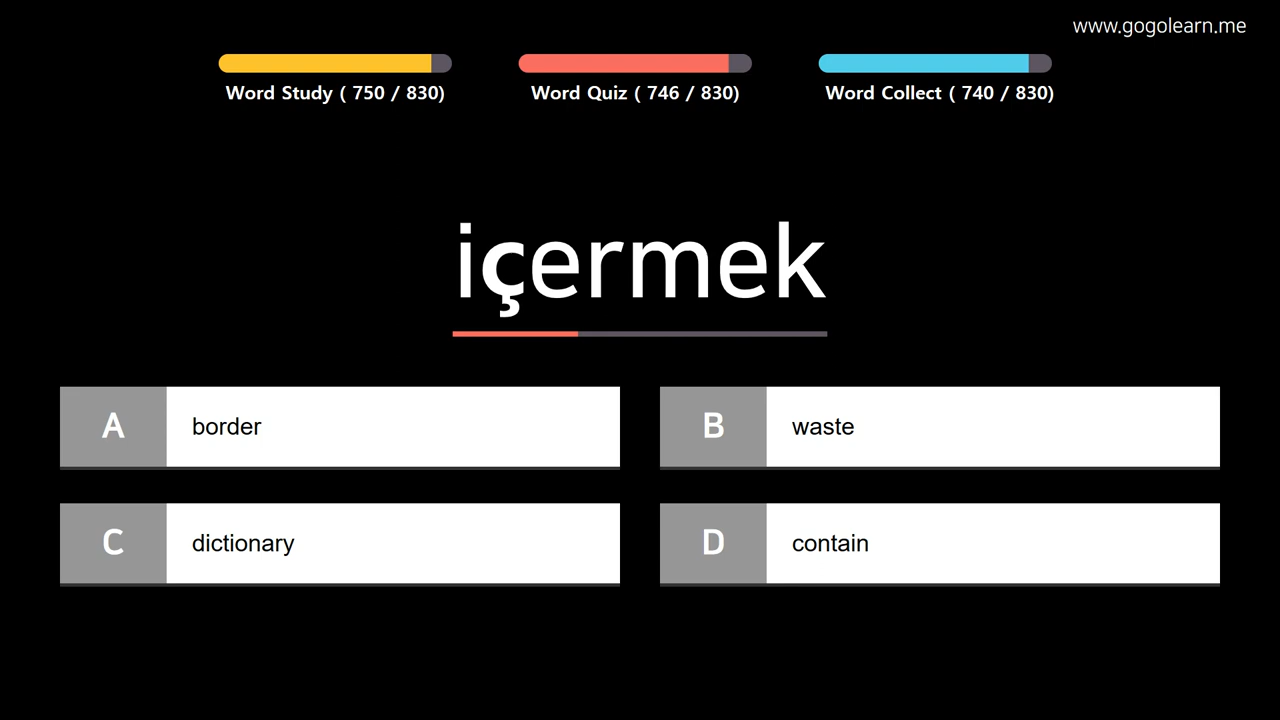 www.gogolearn.me
Word Study ( 750 / 830)
Word Quiz ( 746 / 830)
Word Collect ( 740 / 830)
içermek
A border
B waste
C dictionary
D contain